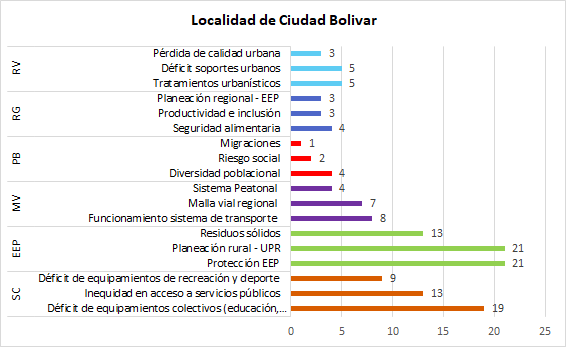 Localidad de Ciudad Bolivar
RV
Pérdida de calidad urbana 3
Déficit soportes urbanos 5
Tratamientos urbanísticos 5
RG
Planeación regional - EEP 3
Productividad e inclusión 3
Seguridad alimentaria 4
PB
Migraciones 1
Riesgo social 2
Diversidad poblacional 4
MV
Sistema Peatonal 4
Malla vial regional 7
Funcionamiento sistema de transporte 8
EEP
Residuos sólidos 13
Planeación rural - UPR 21
Protección EEP 21
SC
Déficit de equipamientos de recreación y deporte 9
Inequidad en acceso a servicios públicos 13
Déficit de equipamientos colectivos (educación,... 19
0 5 10 15 20 25